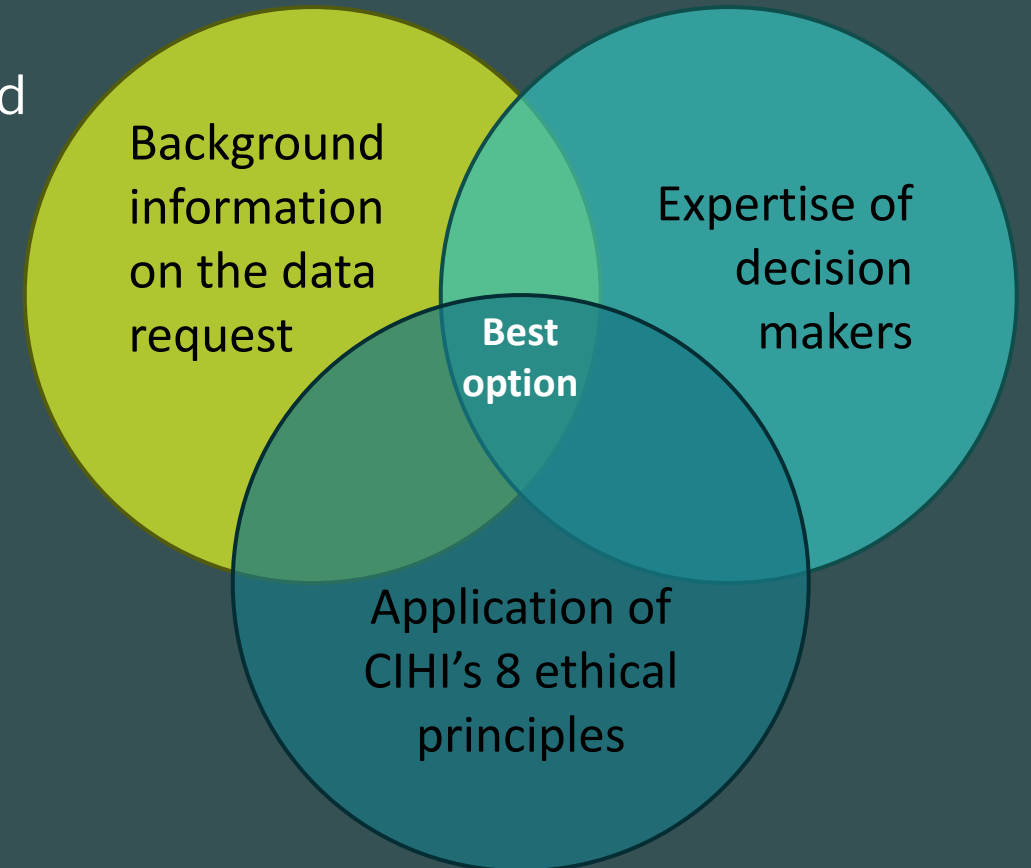 d
Background
information
on the data
request
Expertise of
decision
makers
Best
option
Application of
CIHI’s 8 ethical
principles